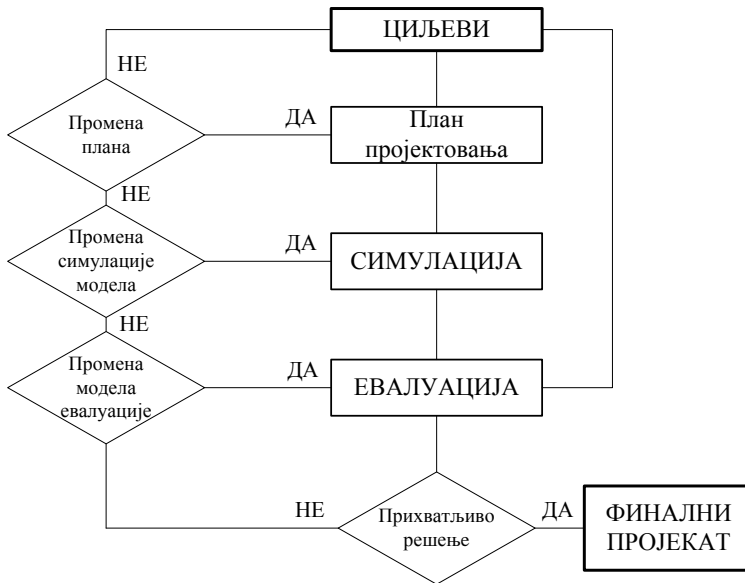 ЦИЉЕВИ
НЕ
Промена
плана
ДА
План
пројектовања
НЕ
Промена
симулације
модела
ДА
СИМУЛАЦИЈА
НЕ
Промена
модела
евалуације
ДА
ЕВАЛУАЦИЈА
НЕ
Прихватљиво
решење
ДА
ФИНАЛНИ
ПРОЈЕКАТ